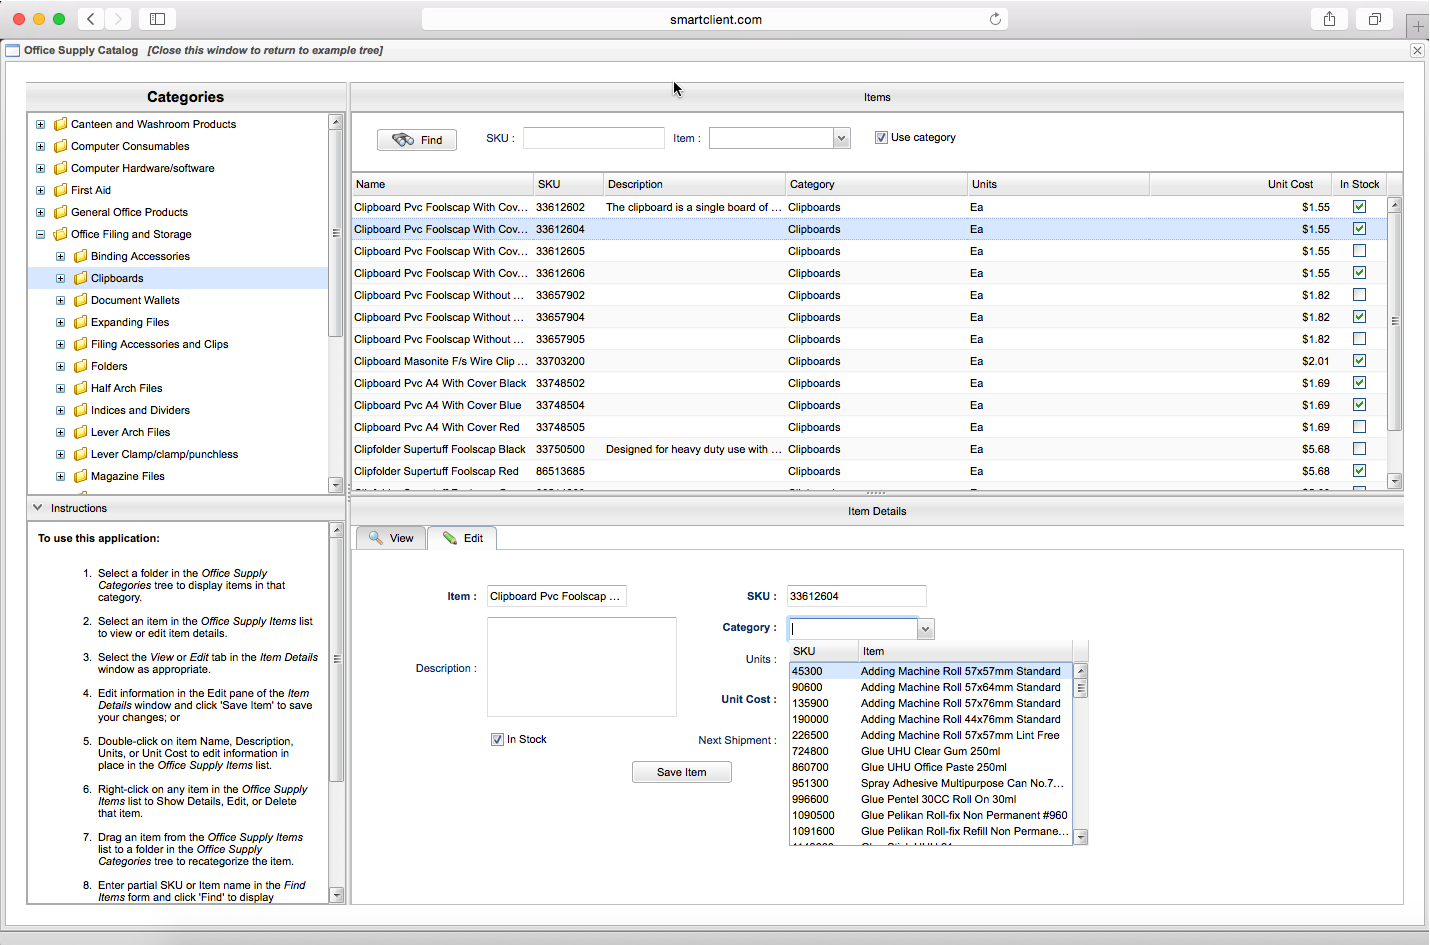 smartclient.com
Office Supply Catalog [Close this window to return to example tree]
Categories
Canteen and Washroom Products
Computer Consumables
Computer Hardware/software
First Aid
General Office Products
Office Filing and Storage
Binding Accessories
Clipboards
Document Wallets
Expanding Files
Filing Accessories and Clips
Folders
Half Arch Files
Indices and Dividers
Lever Arch Files
Lever Clamp/clamp/punchless
Magazine Files
Instructions
To use this application:
1. Select a folder in the Office Supply
Categories tree to display items in that
category.
2. Select an item in the Office Supply Items list
to view or edit item details.
3. Select the View or Edit tab in the Item Details
window as appropriate.
4. Edit information in the Edit pane of the Item
Details window and click 'Save Item' to save
your changes; or
5. Double-click on item Name, Description,
Units, or Unit Cost to edit information in
place in the Office Supply Items list.
6. Right-click on any item in the Office Supply
Items list to Show Details, Edit, or Delete
that item.
7. Drag an item from the Office Supply Items
list to a folder in the Office Supply
Categories tree to recategorize the item.
8. Enter partial SKU or Item name in the Find
Items form and click 'Find' to display
Items
Find SKU : Item : Use category
Name SKU Description Category Units Unit Cost In Stock
Clipboard Pvc Foolscap With Cov... 33612602 The clipboard is a single board of ... Clipboards Ea $1.55
Clipboard Pvc Foolscap With Cov... 33612604 Clipboards Ea $1.55
Clipboard Pvc Foolscap With Cov... 33612605 Clipboards Ea $1.55
Clipboard Pvc Foolscap With Cov... 33612606 Clipboards Ea $1.55
Clipboard Pvc Foolscap Without ... 33657902 Clipboards Ea $1.82
Clipboard Pvc Foolscap Without ... 33657904 Clipboards Ea $1.82
Clipboard Pvc Foolscap Without ... 33657905 Clipboards Ea $1.82
Clipboard Masonite F/s Wire Clip ... 33703200 Clipboards Ea $2.01
Clipboard Pvc A4 With Cover Black 33748502 Clipboards Ea $1.69
Clipboard Pvc A4 With Cover Blue 33748504 Clipboards Ea $1.69
Clipboard Pvc A4 With Cover Red 33748505 Clipboards Ea $1.69
Clipfolder Supertuff Foolscap Black 33750500 Designed for heavy duty use with ... Clipboards Ea $5.68
Clipfolder Supertuff Foolscap Red 86513685 Clipboards Ea $5.68
Item Details
View Edit
Item : Clipboard Pvc Foolscap ... SKU : 33612604
Category :
Description :
Units :
Unit Cost :
In Stock
Next Shipment :
Save Item
SKU Item
45300 Adding Machine Roll 57x57mm Standard
90600 Adding Machine Roll 57x64mm Standard
135900 Adding Machine Roll 57x76mm Standard
190000 Adding Machine Roll 44x76mm Standard
226500 Adding Machine Roll 57x57mm Lint Free
724800 Glue UHU Clear Gum 250ml
860700 Glue UHU Office Paste 250ml
951300 Spray Adhesive Multipurpose Can No.7...
996600 Glue Pentel 30CC Roll On 30ml
1090500 Glue Pelikan Roll-fix Non Permanent #960
1091600 Glue Pelikan Roll-fix Refill Non Permane...